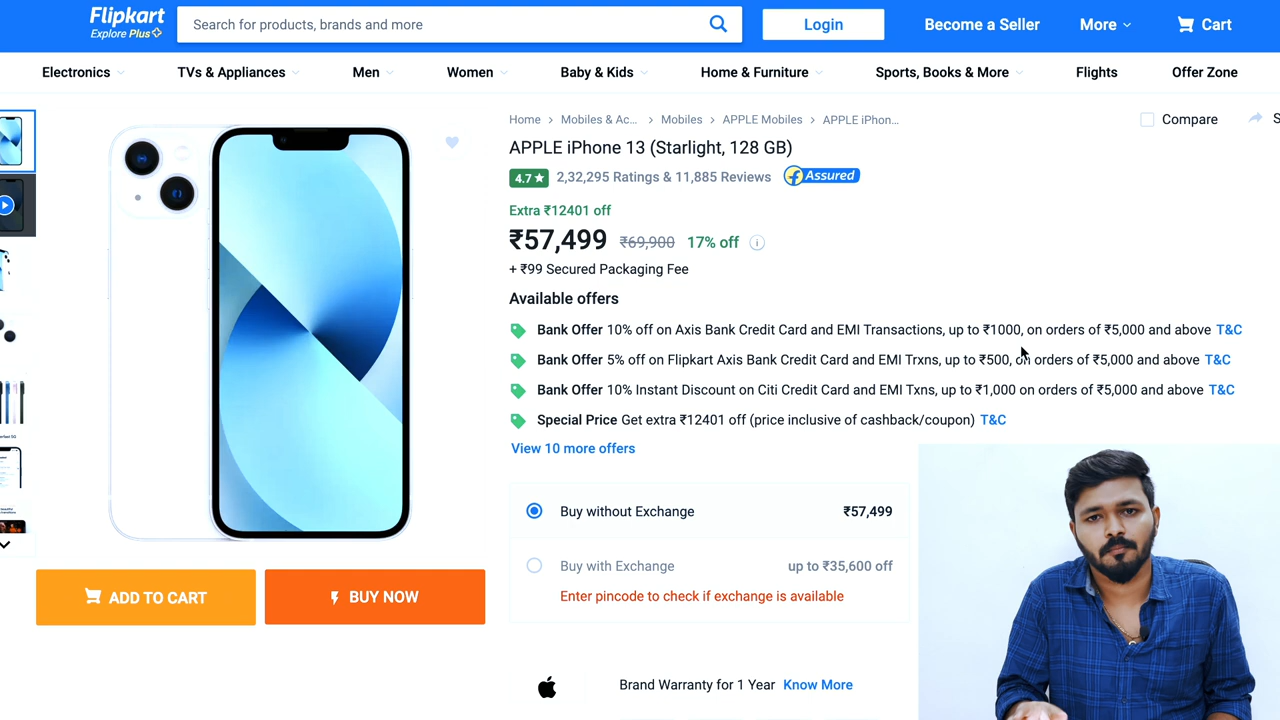 Flipkart
Explore Plus
Search for products, brands and more
Login
Become a Seller
More
Cart
Electronics
TVs & Appliances
Men
Women
Baby & Kids
Home & Furniture
Sports, Books & More
Flights
Offer Zone
Home > Mobiles & Ac... > Mobiles > APPLE Mobiles > APPLE iPhon...
Compare
S
APPLE iPhone 13 (Starlight, 128 GB)
4.7★ 2,32,295 Ratings & 11,885 Reviews
Assured
Extra ₹12401 off
₹57,499 ₹69,900 17% off
+ ₹99 Secured Packaging Fee
Available offers
Bank Offer 10% off on Axis Bank Credit Card and EMI Transactions, up to ₹1000, on orders of ₹5,000 and above T&C
Bank Offer 5% off on Flipkart Axis Bank Credit Card and EMI Trxns, up to ₹500, on orders of ₹5,000 and above T&C
Bank Offer 10% Instant Discount on Citi Credit Card and EMI Txns, up to ₹1,000 on orders of ₹5,000 and above T&C
Special Price Get extra ₹12401 off (price inclusive of cashback/coupon) T&C
View 10 more offers
Buy without Exchange ₹57,499
Buy with Exchange up to ₹35,600 off
Enter pincode to check if exchange is available
ADD TO CART
BUY NOW
Brand Warranty for 1 Year Know More